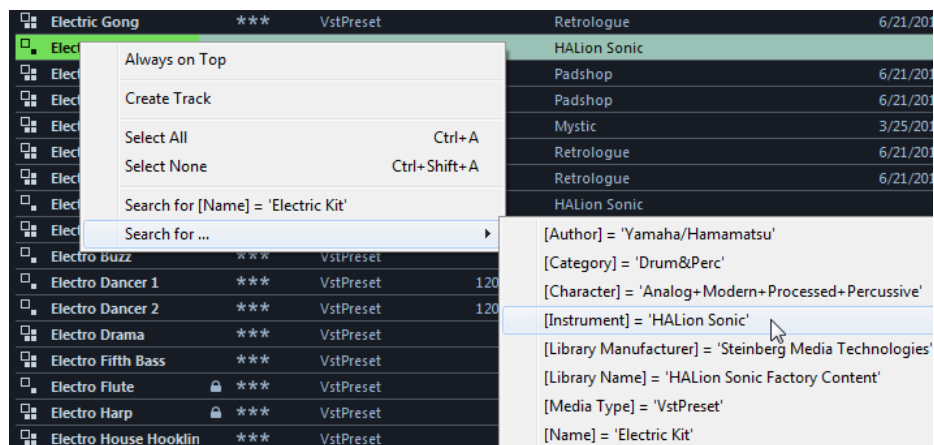 Electric Gong *** VstPreset Retrologue 6/21/201
Elect HALion Sonic
Always on Top
Elect Padshop 6/21/201
Create Track
Elect Padshop 6/21/201
Elect Mystic 3/25/201
Select All Ctrl+A
Elect Retrologue 6/21/201
Select None Ctrl+Shift+A
Elect Retrologue 6/21/201
Elect HALion Sonic
Search for [Name] = 'Electric Kit'
Elect
Search for ...
[Author] = 'Yamaha/Hamamatsu'
Electro Buzz *** VstPreset
[Category] = 'Drum&Perc'
Electro Dancer 1 *** VstPreset 120
[Character] = 'Analog+Modern+Processed+Percussive'
Electro Dancer 2 *** VstPreset 120
[Instrument] = 'HALion Sonic'
Electro Drama *** VstPreset
[Library Manufacturer] = 'Steinberg Media Technologies'
Electro Fifth Bass *** VstPreset
[Library Name] = 'HALion Sonic Factory Content'
Electro Flute *** VstPreset
[Media Type] = 'VstPreset'
Electro Harp *** VstPreset
[Name] = 'Electric Kit'
Electro House Hooklin *** VstPreset